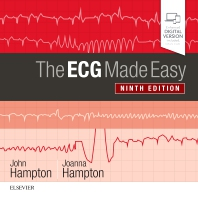 DIGITAL
VERSION
The ECG Made Easy
NINTH EDITION
John Joanna
Hampton Hampton
ELSEVIER